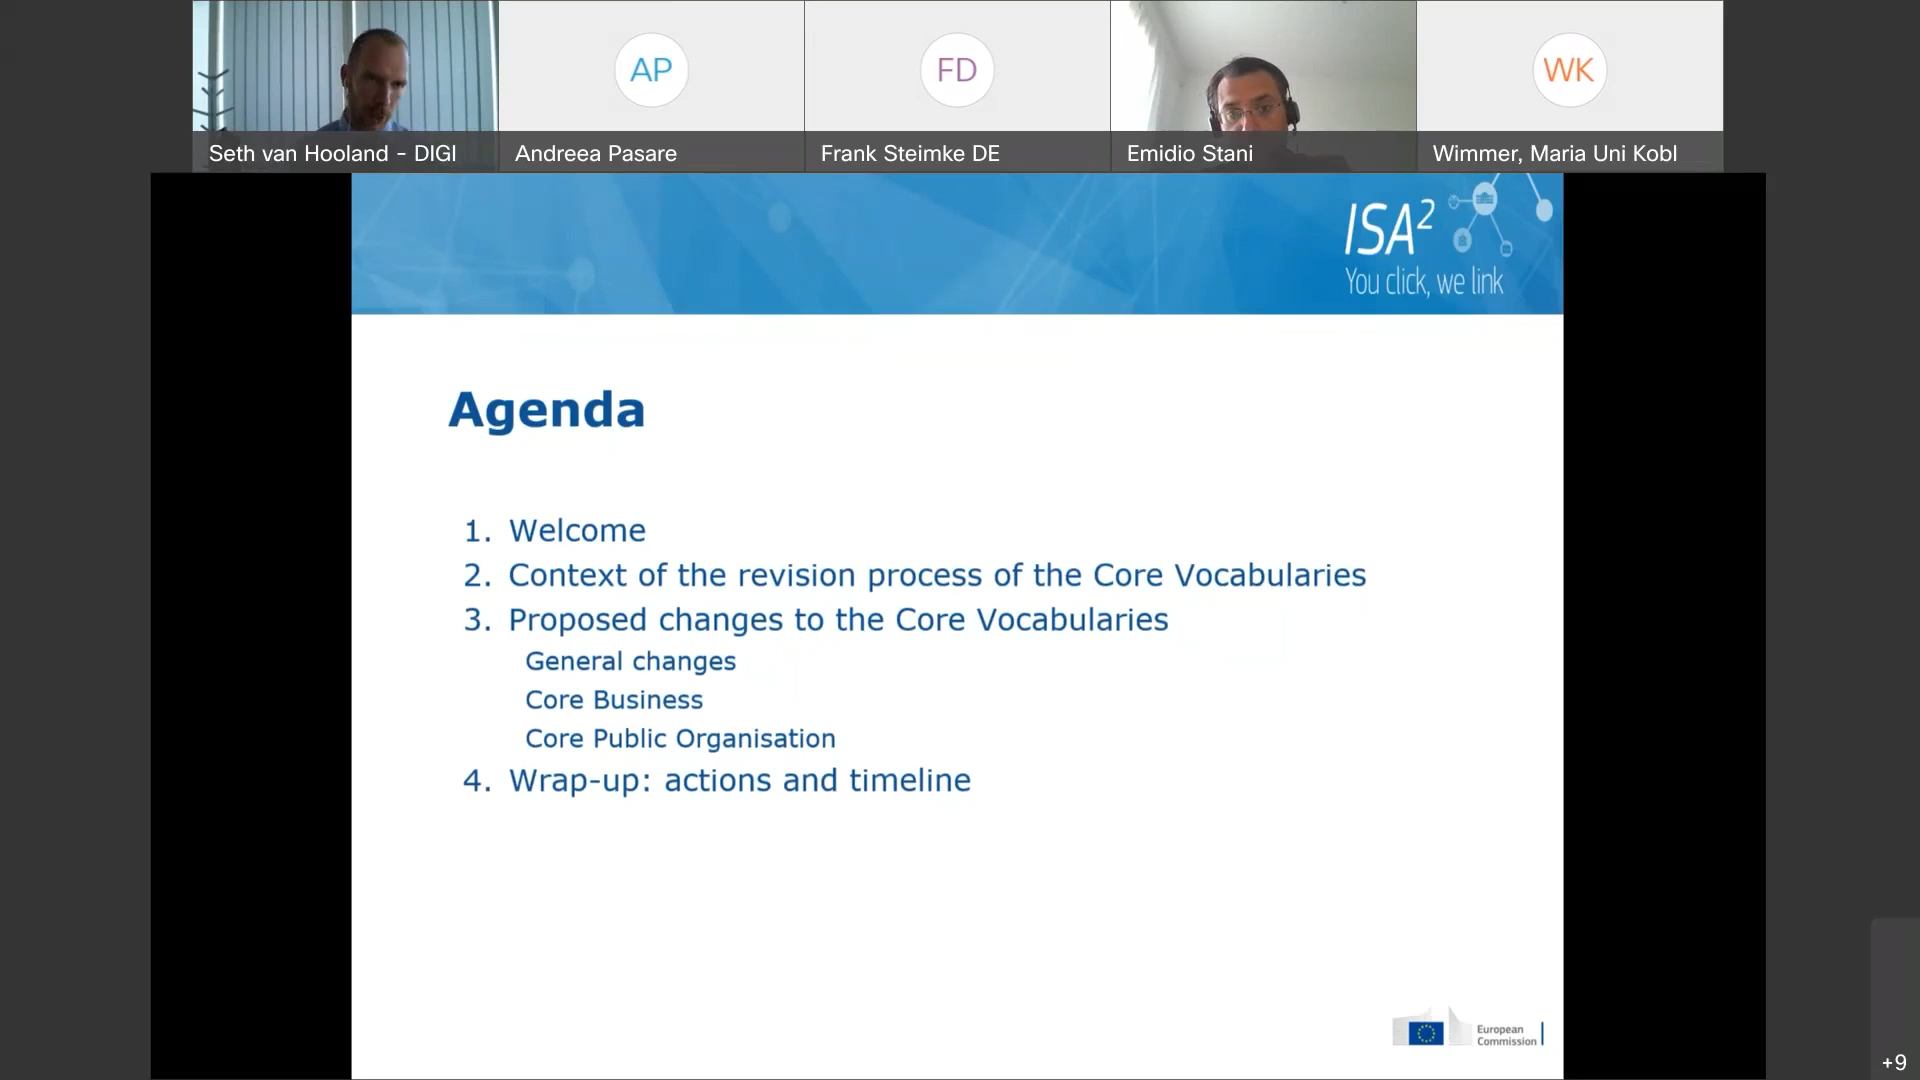 AP
FD
WK
Seth van Hooland - DIGI
Andreea Pasare
Frank Steimke DE
Emidio Stani
Wimmer, Maria Uni Kobl
ISA²
You click, we link
Agenda
1. Welcome
2. Context of the revision process of the Core Vocabularies
3. Proposed changes to the Core Vocabularies
General changes
Core Business
Core Public Organisation
4. Wrap-up: actions and timeline
European
Commission
+9